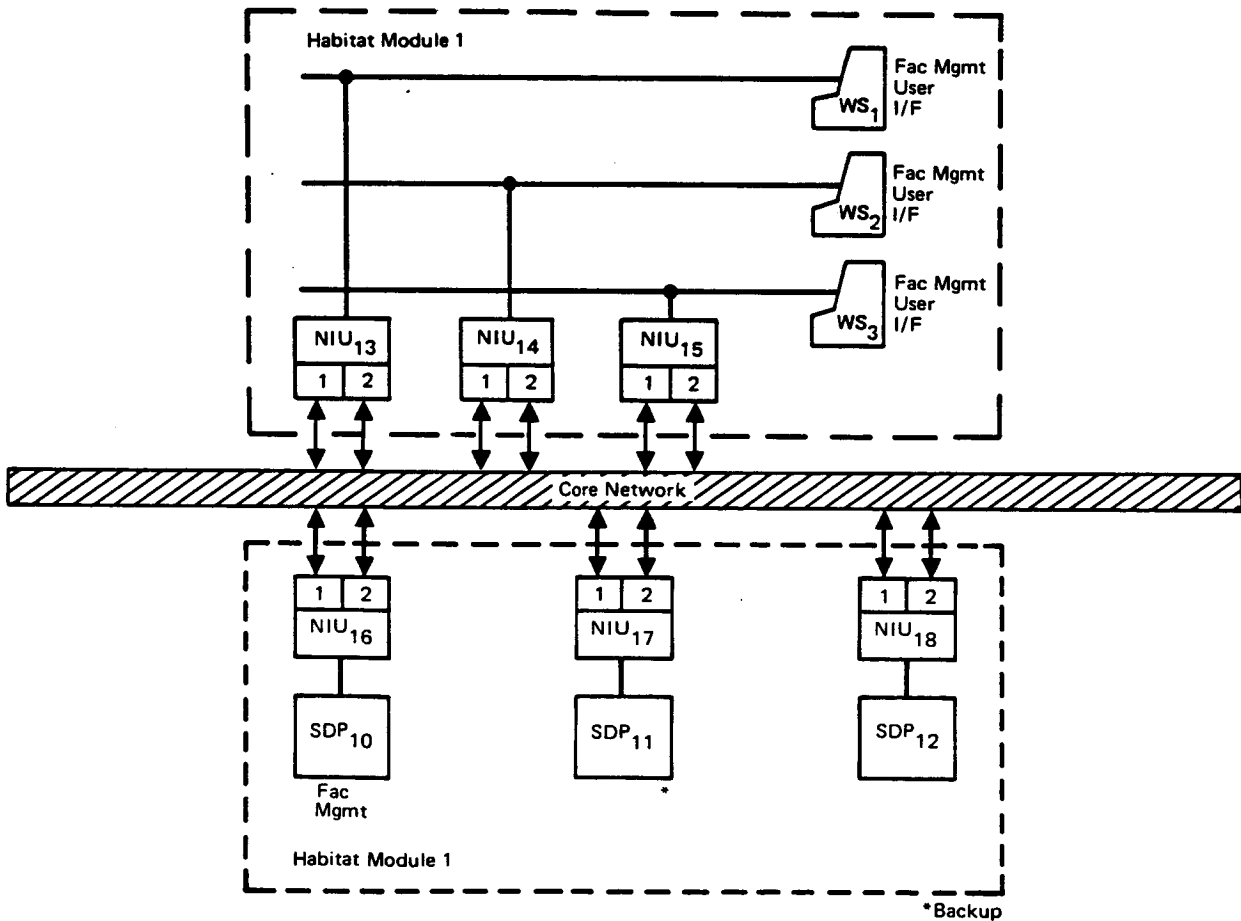 Habitat Module 1
Fac Mgmt
User
I/F
WS1
Fac Mgmt
User
I/F
WS2
Fac Mgmt
User
I/F
WS3
NIU13
NIU14
NIU15
1 2
1 2
1 2
Core Network
1 2
1 2
1 2
NIU16
NIU17
NIU18
SDP10
SDP11
SDP12
Fac
Mgmt
*
Habitat Module 1
*Backup